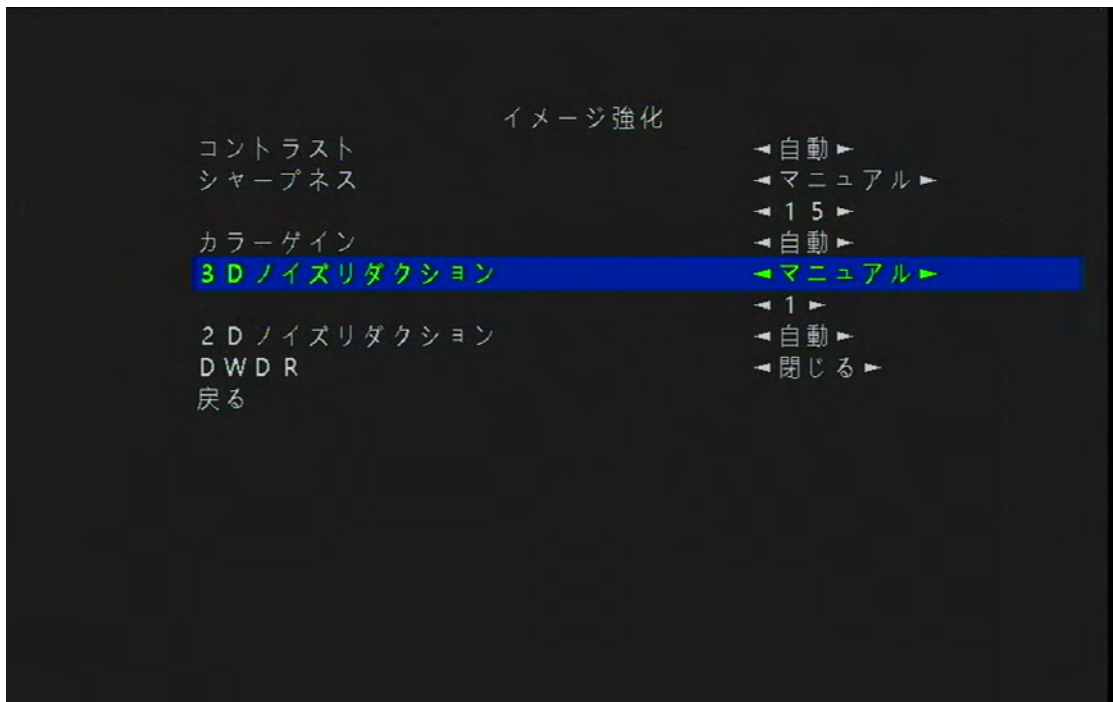 イメージ強化
コントラスト ◄自動►
シャープネス ◄マニュアル►
◄15►
カラーゲイン ◄自動►
3Dノイズリダクション ◄マニュアル►
◄1►
2Dノイズリダクション ◄自動►
DWDR ◄閉じる►
戻る